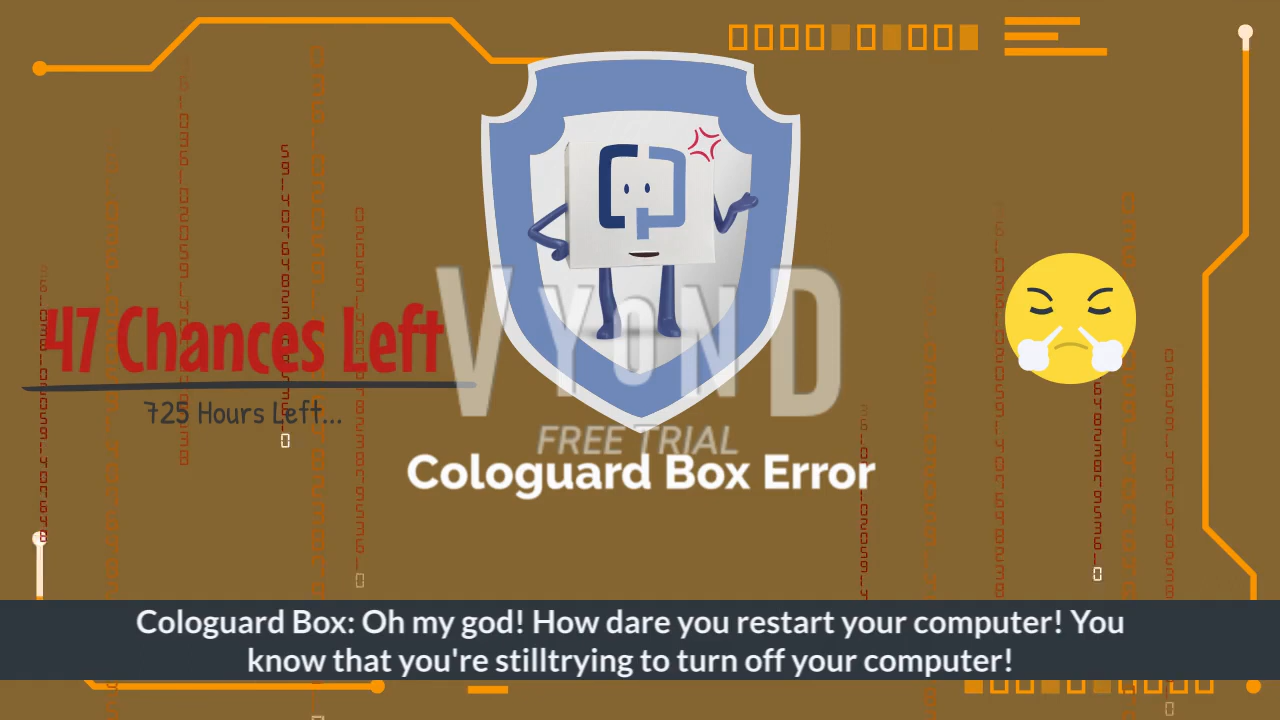 47 Chances Left
725 Hours Left...
VYOND
FREE TRIAL
Cologuard Box Error
Cologuard Box: Oh my god! How dare you restart your computer! You
know that you're stilltrying to turn off your computer!